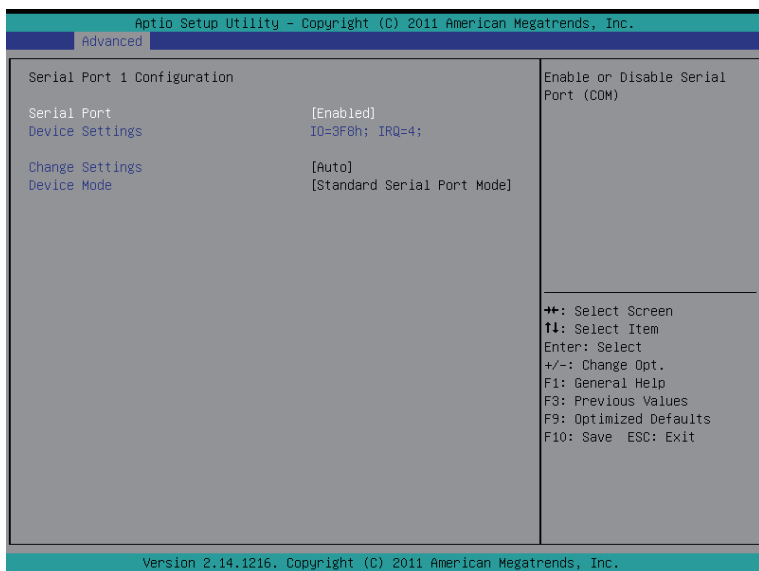 Aptio Setup Utility – Copyright (C) 2011 American Megatrends, Inc.
Advanced
Serial Port 1 Configuration
Serial Port [Enabled]
Device Settings IO=3F8h; IRQ=4;
Change Settings [Auto]
Device Mode [Standard Serial Port Mode]
Enable or Disable Serial
Port (COM)
→←: Select Screen
↑↓: Select Item
Enter: Select
+/-: Change Opt.
F1: General Help
F3: Previous Values
F9: Optimized Defaults
F10: Save ESC: Exit
Version 2.14.1216. Copyright (C) 2011 American Megatrends, Inc.